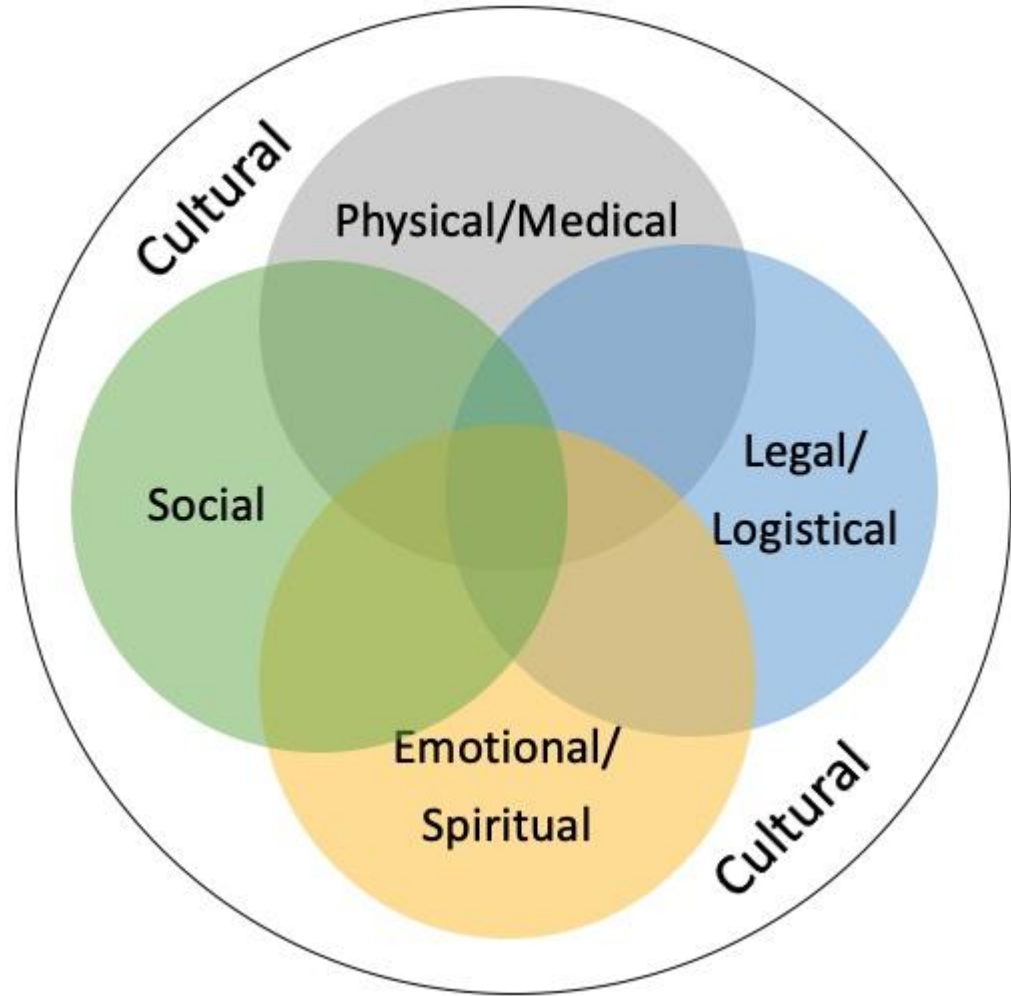 Cultural
Physical/Medical
Social
Legal/
Logistical
Emotional/
Spiritual
Cultural